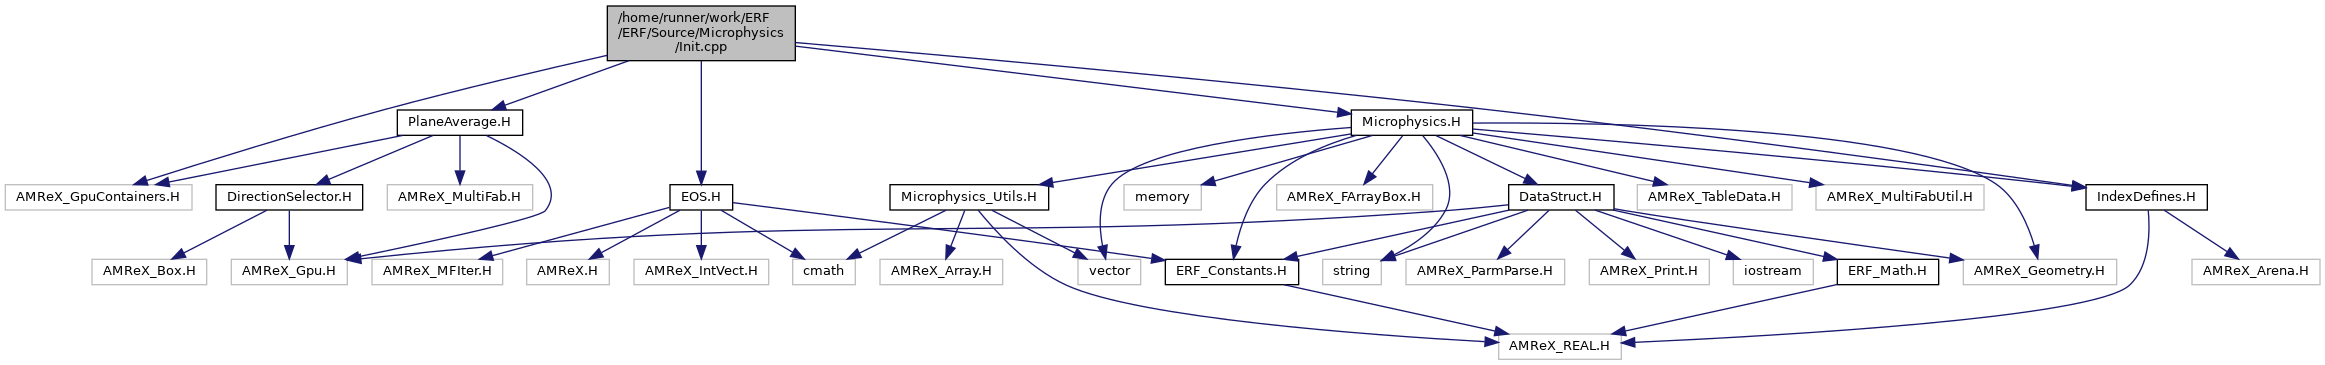 /home/runner/work/ERF
/ERF/Source/Microphysics
/Init.cpp
PlaneAverage.H
Microphysics.H
AMReX_GpuContainers.H
DirectionSelector.H
AMReX_MultiFab.H
EOS.H
Microphysics_Utils.H
memory
AMReX_FArrayBox.H
DataStruct.H
AMReX_TableData.H
AMReX_MultiFabUtil.H
IndexDefines.H
AMReX_Box.H
AMReX_Gpu.H
AMReX_MFIter.H
AMReX.H
AMReX_IntVect.H
cmath
AMReX_Array.H
vector
ERF_Constants.H
string
AMReX_ParmParse.H
AMReX_Print.H
iostream
ERF_Math.H
AMReX_Geometry.H
AMReX_Arena.H
AMReX_REAL.H